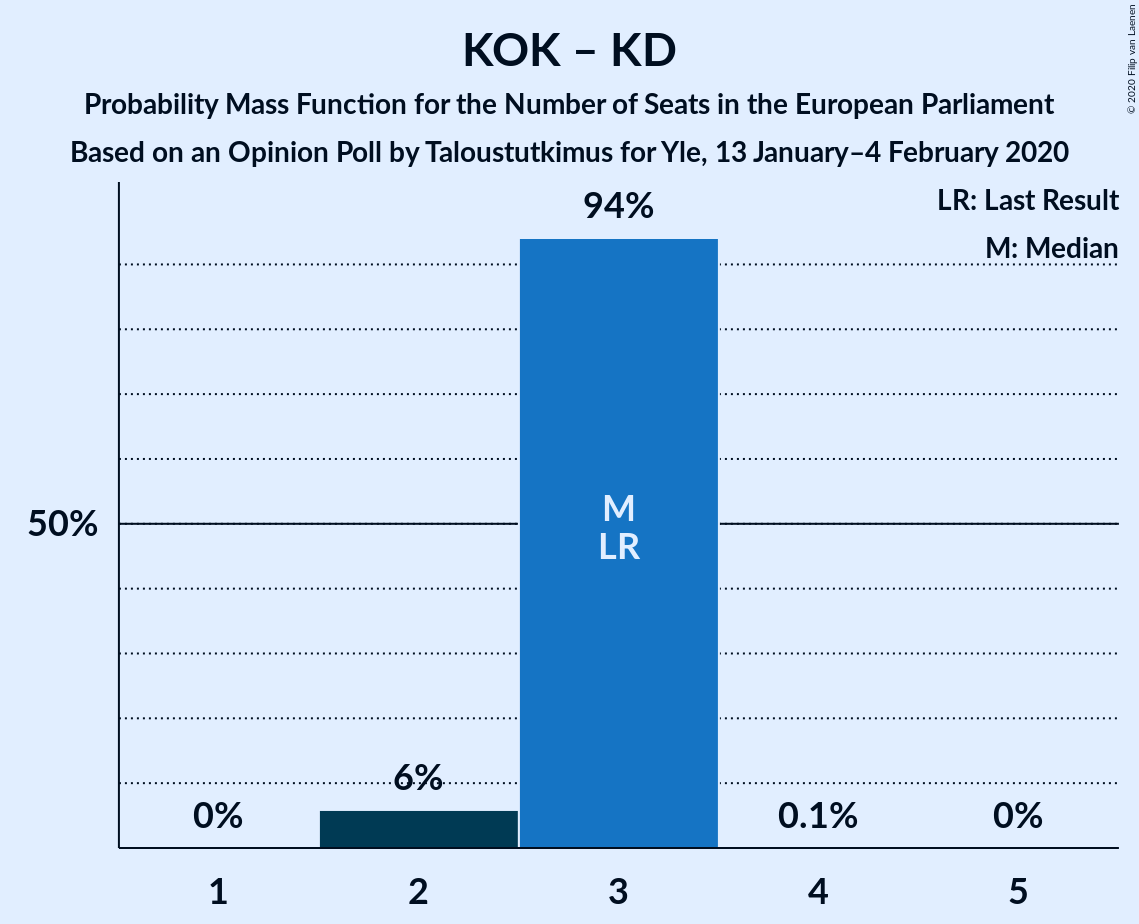 KOK – KD
Probability Mass Function for the Number of Seats in the European Parliament
Based on an Opinion Poll by Taloustutkimus for Yle, 13 January–4 February 2020
© 2020 Filip van Laenen
LR: Last Result
M: Median
94%
50%
M
LR
6%
0%
0.1%
0%
1
2
3
4
5